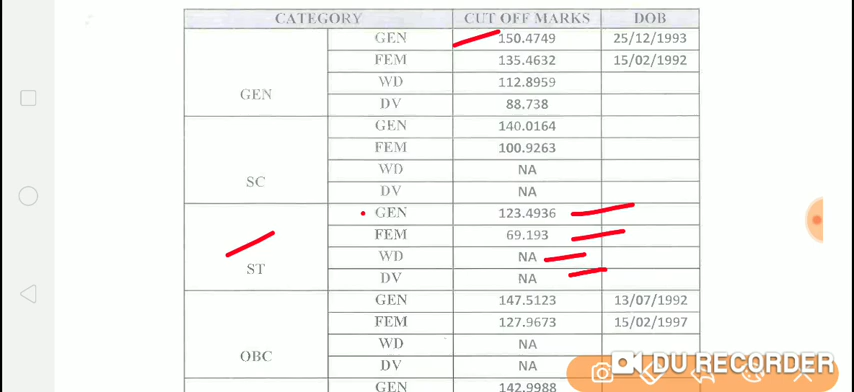 CATEGORY CUT OFF MARKS DOB
GEN 150.4749 25/12/1993
FEM 135.4632 15/02/1992
WD 112.8959
GEN
DV 88.738
GEN 140.0164
FEM 100.9263
WD NA
SC
DV NA
GEN 123.4936
FEM 69.193
WD NA
ST
DV NA
GEN 147.5123 13/07/1992
FEM 127.9673 15/02/1997
WD NA
OBC
DV NA
GEN 142.9988
DU RECORDER